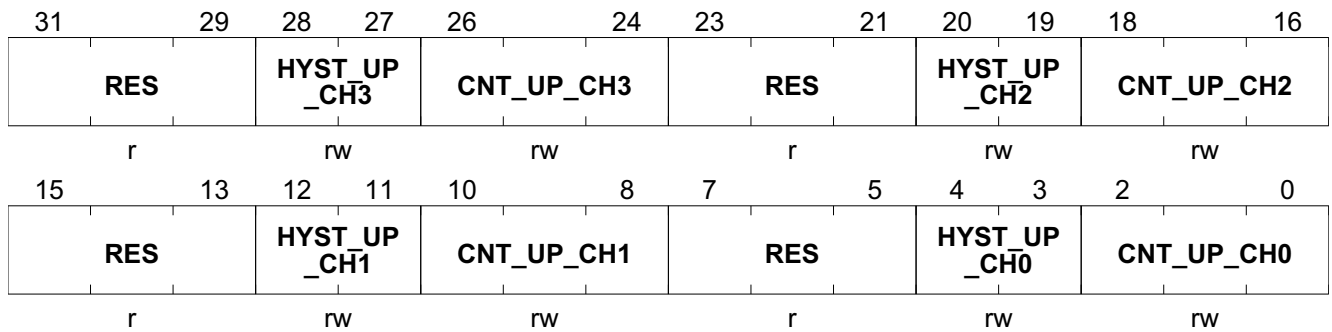 31 29 28 27 26 24 23 21 20 19 18 16
RES HYST_UP_CH3 CNT_UP_CH3 RES HYST_UP_CH2 CNT_UP_CH2
r rw rw r rw rw
15 13 12 11 10 8 7 5 4 3 2 0
RES HYST_UP_CH1 CNT_UP_CH1 RES HYST_UP_CH0 CNT_UP_CH0
r rw rw r rw rw